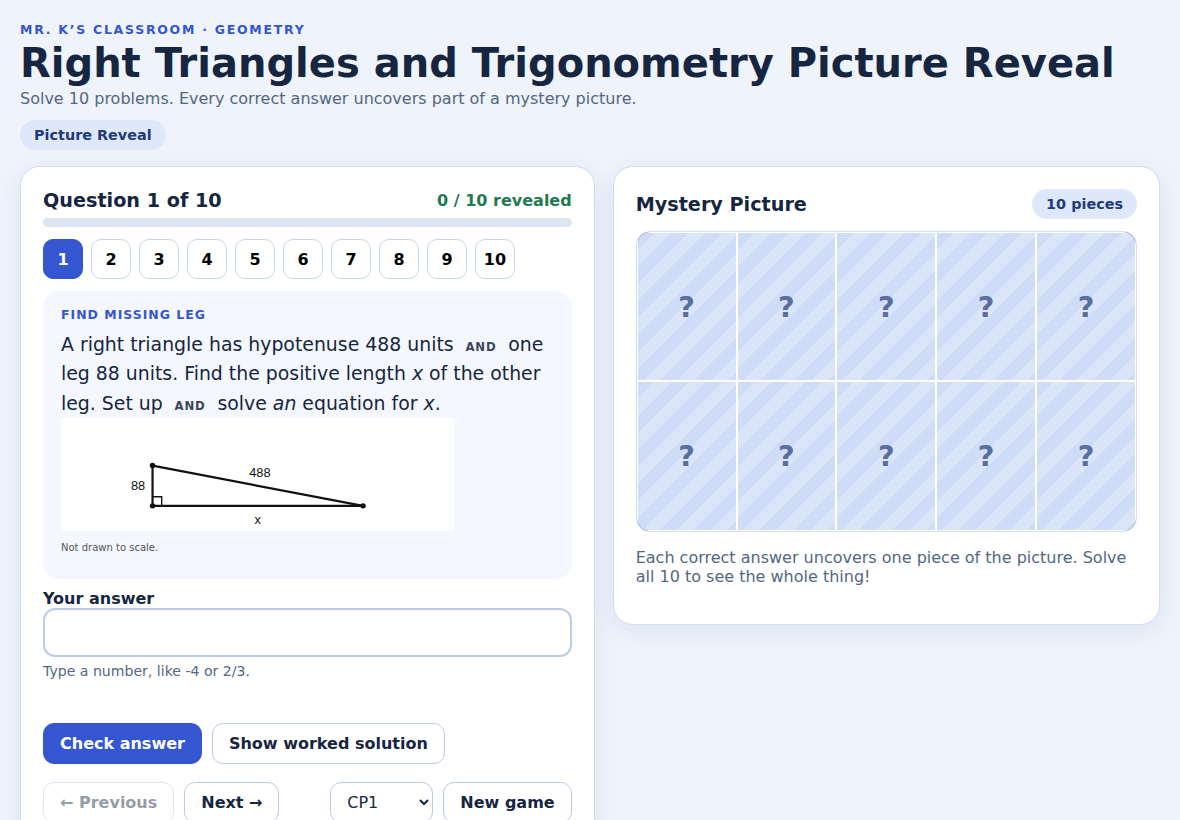 MR. K’S CLASSROOM · GEOMETRY
Right Triangles and Trigonometry Picture Reveal
Solve 10 problems. Every correct answer uncovers part of a mystery picture.
Picture Reveal
Question 1 of 10
0 / 10 revealed
1 2 3 4 5 6 7 8 9 10
FIND MISSING LEG
A right triangle has hypotenuse 488 units AND one
leg 88 units. Find the positive length x of the other
leg. Set up AND solve an equation for x.
488
88
x
Not drawn to scale.
Your answer
Type a number, like -4 or 2/3.
Check answer
Show worked solution
← Previous
Next →
CP1
New game
Mystery Picture
10 pieces
? ? ? ? ?
? ? ? ? ?
Each correct answer uncovers one piece of the picture. Solve
all 10 to see the whole thing!